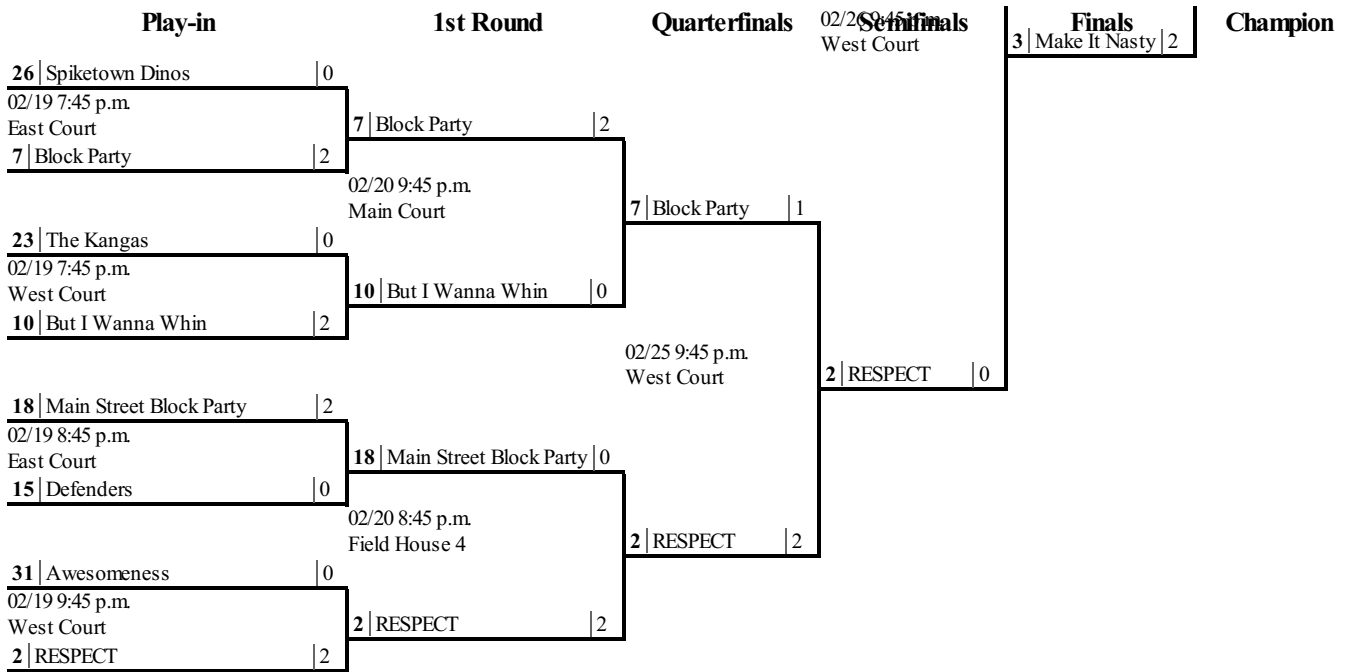 Play-in 1st Round Quarterfinals Semifinals Finals Champion
02/26 9:45 p.m.
West Court
3 Make It Nasty 2
26 Spiketown Dinos 0
02/19 7:45 p.m.
East Court
7 Block Party 2
7 Block Party 2
02/20 9:45 p.m.
Main Court
7 Block Party 1
23 The Kangas 0
02/19 7:45 p.m.
West Court
10 But I Wanna Whin 0
10 But I Wanna Whin 2
02/25 9:45 p.m.
West Court
2 RESPECT 0
18 Main Street Block Party 2
02/19 8:45 p.m.
East Court
18 Main Street Block Party 0
15 Defenders 0
02/20 8:45 p.m.
Field House 4
2 RESPECT 2
31 Awesomeness 0
02/19 9:45 p.m.
West Court
2 RESPECT 2
2 RESPECT 2